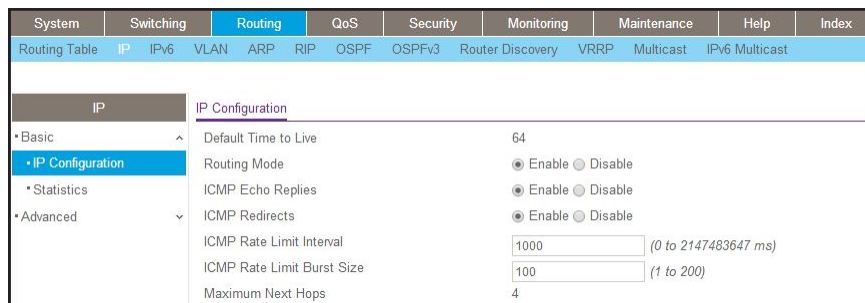 System Switching Routing QoS Security Monitoring Maintenance Help Index
Routing Table IP IPv6 VLAN ARP RIP OSPF OSPFv3 Router Discovery VRRP Multicast IPv6 Multicast
IP
Basic
IP Configuration
Statistics
Advanced
IP Configuration
Default Time to Live 64
Routing Mode Enable Disable
ICMP Echo Replies Enable Disable
ICMP Redirects Enable Disable
ICMP Rate Limit Interval 1000 (0 to 2147483647 ms)
ICMP Rate Limit Burst Size 100 (1 to 200)
Maximum Next Hops 4